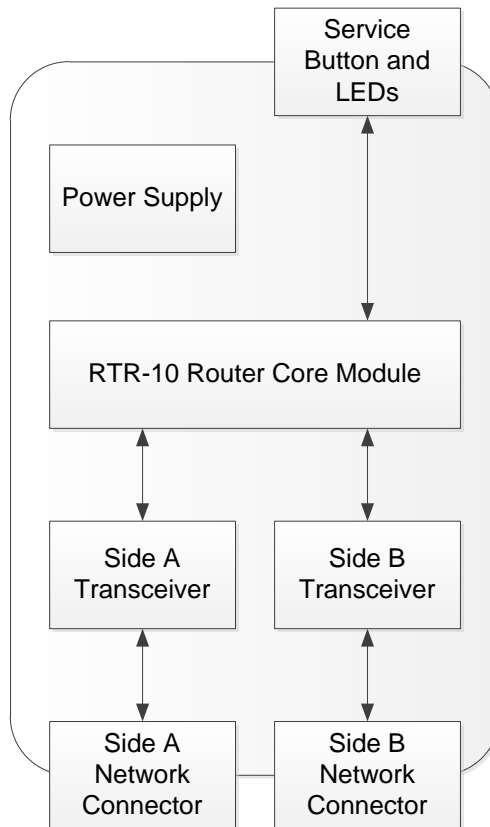 Service
Button and
LEDs
Power Supply
RTR-10 Router Core Module
Side A
Transceiver
Side B
Transceiver
Side A
Network
Connector
Side B
Network
Connector